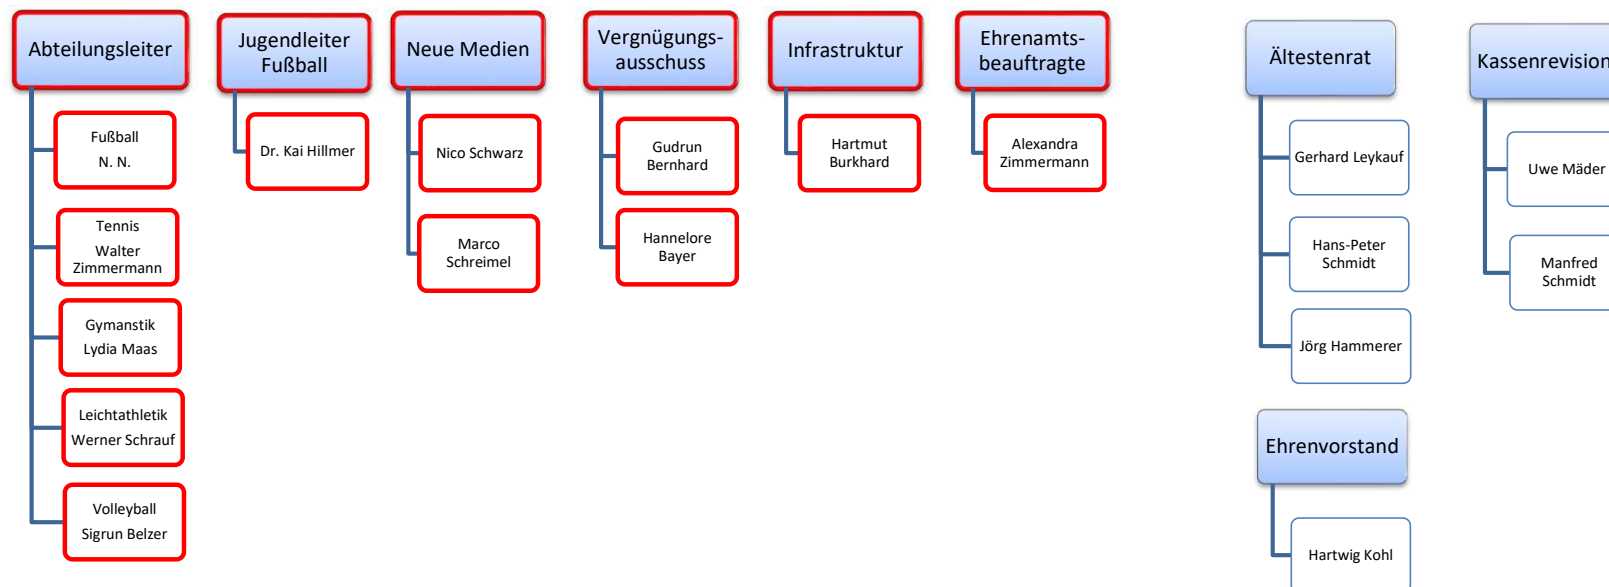 Abteilungsleiter
Fußball
N. N.
Tennis
Walter
Zimmermann
Gymanstik
Lydia Maas
Leichtathletik
Werner Schrauf
Volleyball
Sigrun Belzer
Jugendleiter
Fußball
Dr. Kai Hillmer
Neue Medien
Nico Schwarz
Marco
Schreimel
Vergnügungs-
ausschuss
Gudrun
Bernhard
Hannelore
Bayer
Infrastruktur
Hartmut
Burkhard
Ehrenamts-
beauftragte
Alexandra
Zimmermann
Ältestenrat
Gerhard Leykauf
Hans-Peter
Schmidt
Jörg Hammerer
Ehrenvorstand
Hartwig Kohl
Kassenrevision
Uwe Mäder
Manfred
Schmidt